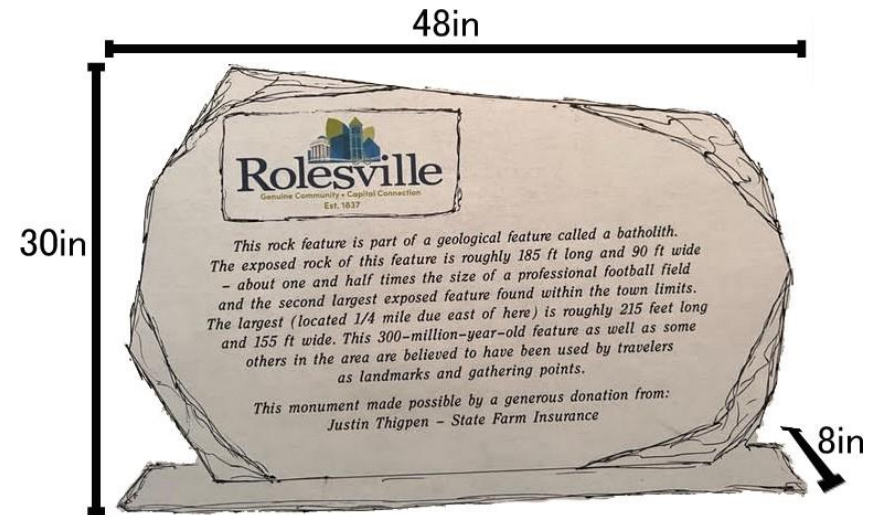 48in
30in
Rolesville
Genuine Community • Capital Connection
Est. 1837
This rock feature is part of a geological feature called a batholith.
The exposed rock of this feature is roughly 185 ft long and 90 ft wide
– about one and half times the size of a professional football field
and the second largest exposed feature found within the town limits.
The largest (located 1/4 mile due east of here) is roughly 215 feet long
and 155 ft wide. This 300-million-year-old feature as well as some
others in the area are believed to have been used by travelers
as landmarks and gathering points.
This monument made possible by a generous donation from:
Justin Thigpen – State Farm Insurance
8in